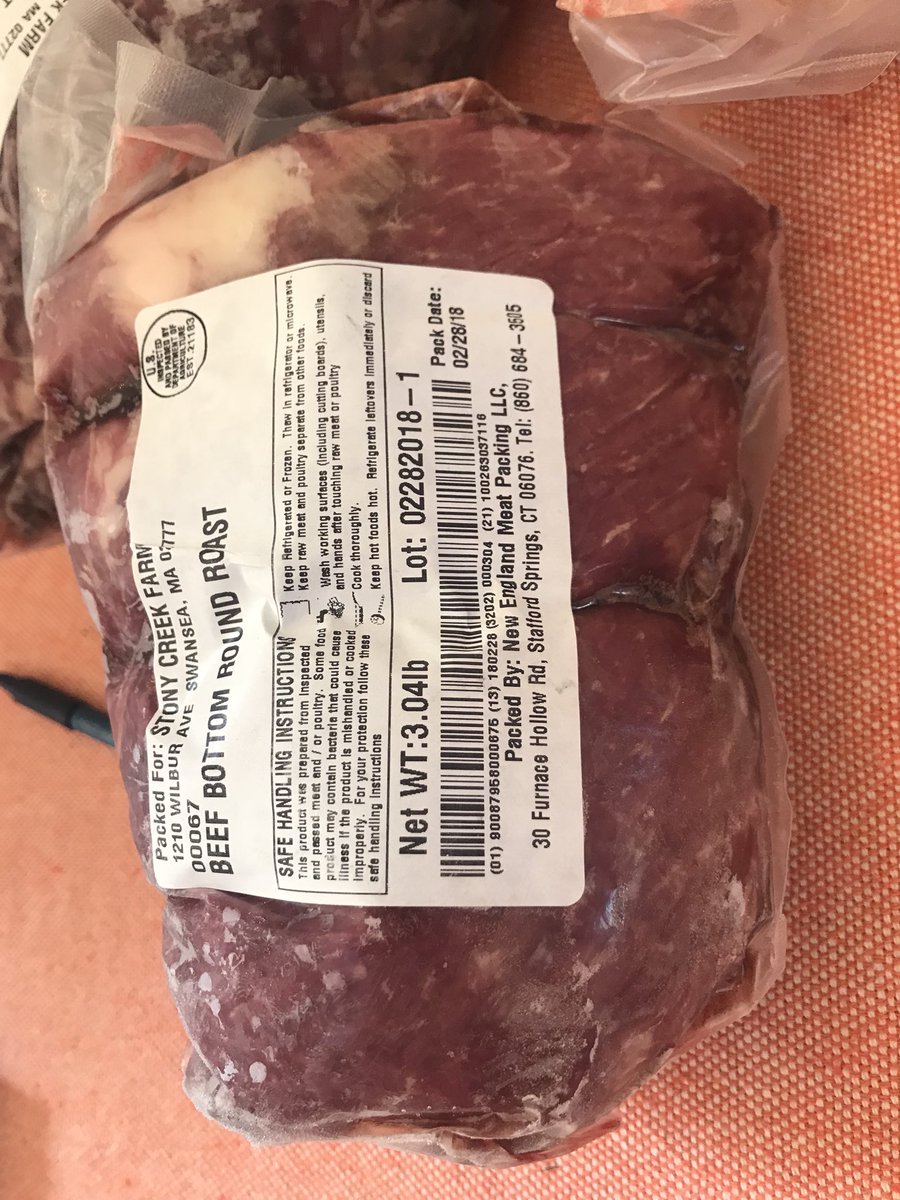 Packed For: STONY CREEK FARM
1210 WILBUR AVE SWANSEA, MA 02777
00067
BEEF BOTTOM ROUND ROAST
U.S.
INSPECTED
AND PASSED BY
DEPARTMENT OF
AGRICULTURE
EST. 21183
SAFE HANDLING INSTRUCTIONS
This product was prepared from inspected
and passed meat and / or poultry. Some food
product may contain bacteria that could cause
illness if the product is mishandled or cooked
improperly. For your protection follow these
safe handling instructions
Keep Refrigerated or Frozen. Thaw in refrigerator or microwave.
Keep raw meat and poultry separate from other foods.
Wash working surfaces (including cutting boards), utensils,
and hands after touching raw meat or poultry
Cook thoroughly.
Keep hot foods hot. Refrigerate leftovers immediately or discard
Net WT:3.04lb
Lot: 02282018-1
Pack Date:
02/28/18
(01) 90087958000675 (13) 180228 (3202) 000304 (21) 100263037116
Packed By: New England Meat Packing LLC,
30 Furnace Hollow Rd, Stafford Springs, CT 06076. Tel: (860) 684-3505
K FARM
MA 02777